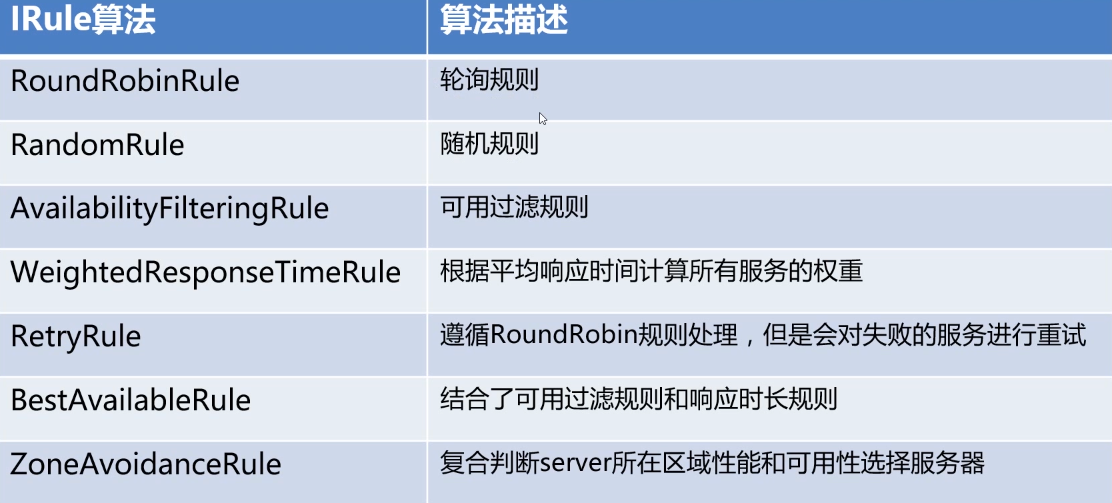 IRule算法 算法描述
RoundRobinRule 轮询规则
RandomRule 随机规则
AvailabilityFilteringRule 可用过滤规则
WeightedResponseTimeRule 根据平均响应时间计算所有服务的权重
RetryRule 遵循RoundRobin规则处理，但是会对失败的服务进行重试
BestAvailableRule 结合了可用过滤规则和响应时长规则
ZoneAvoidanceRule 复合判断server所在区域性能和可用性选择服务器